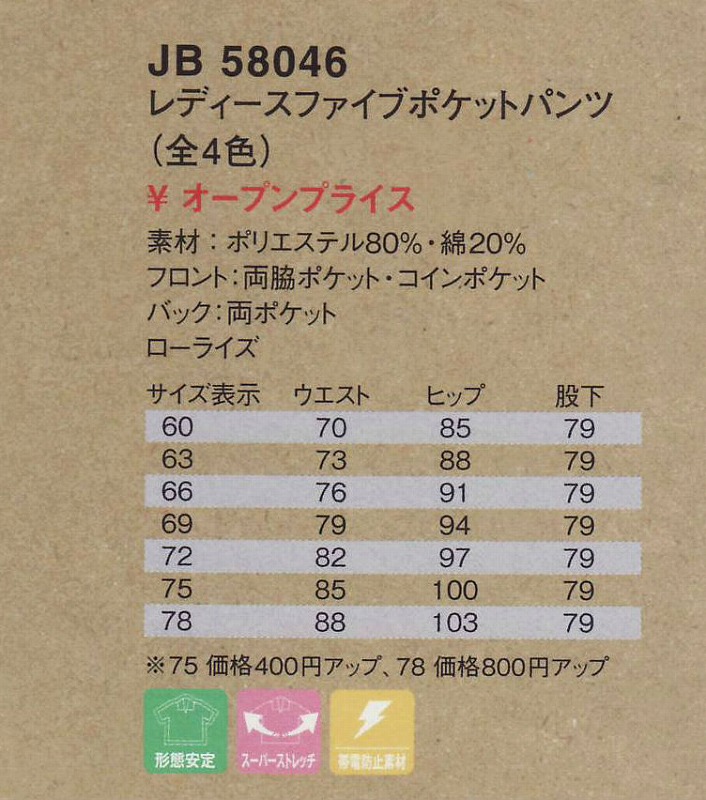 JB 58046
レディースファイブポケットパンツ
（全4色）
¥ オープンプライス
素材：ポリエステル80%・綿20%
フロント：両脇ポケット・コインポケット
バック：両ポケット
ローライズ
サイズ表示 ウエスト ヒップ 股下
60 70 85 79
63 73 88 79
66 76 91 79
69 79 94 79
72 82 97 79
75 85 100 79
78 88 103 79
※75 価格400円アップ、78 価格800円アップ
形態安定 スーパーストレッチ 帯電防止素材